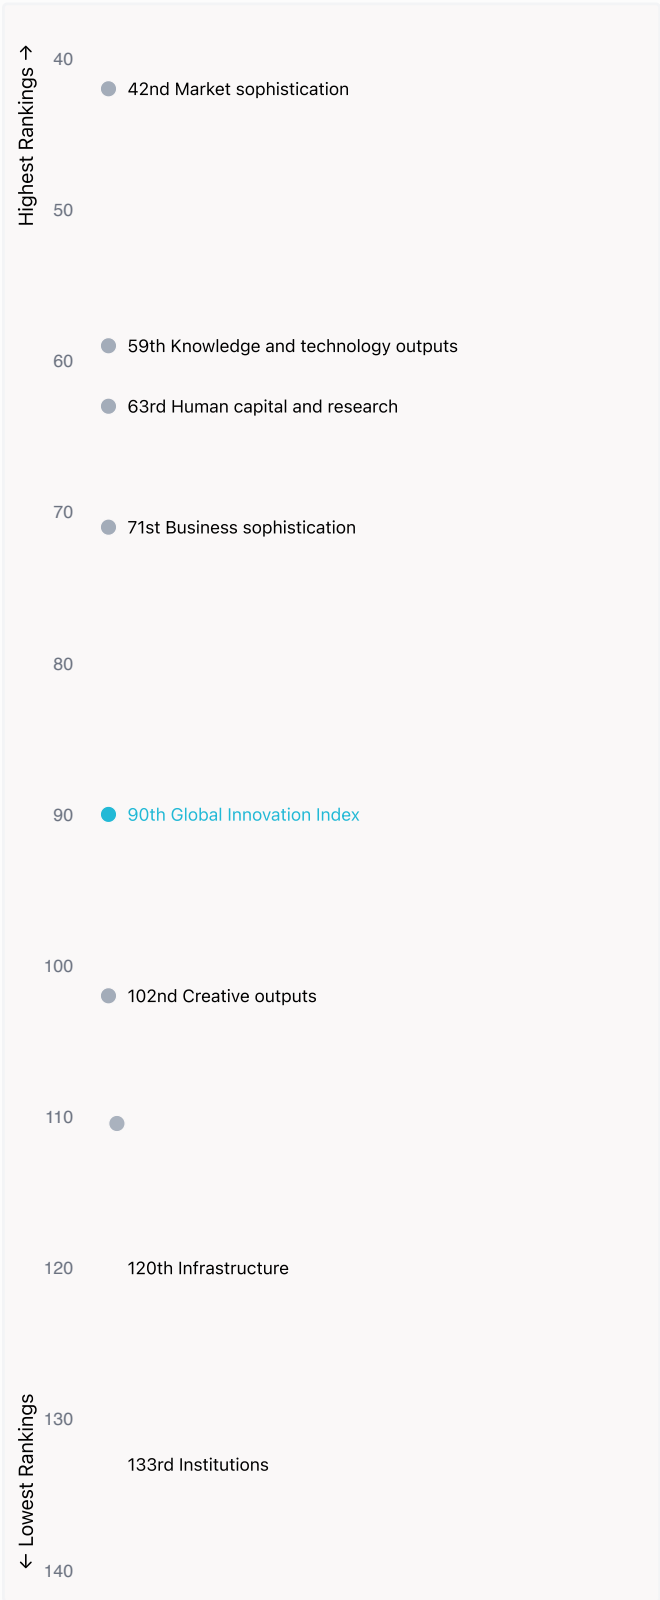 Highest Rankings →
40
42nd Market sophistication
50
59th Knowledge and technology outputs
60
63rd Human capital and research
70
71st Business sophistication
80
90
90th Global Innovation Index
100
102nd Creative outputs
110
120
120th Infrastructure
130
133rd Institutions
140
← Lowest Rankings